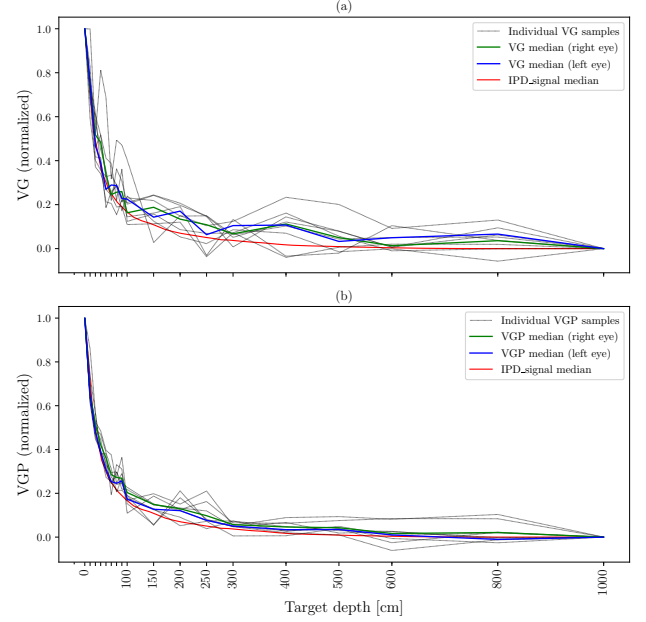 (a)
1.0
0.8
0.6
0.4
0.2
0.0
VG (normalized)
Individual VG samples
VG median (right eye)
VG median (left eye)
IPD_signal median
(b)
1.0
0.8
0.6
0.4
0.2
0.0
VGP (normalized)
Individual VGP samples
VGP median (right eye)
VGP median (left eye)
IPD_signal median
0 100 150 200 250 300 400 500 600 800 1000
Target depth [cm]